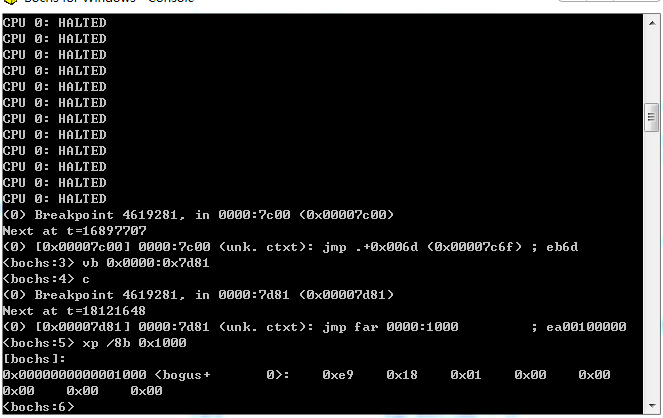 Bochs for Windows - Console
CPU 0: HALTED
CPU 0: HALTED
CPU 0: HALTED
CPU 0: HALTED
CPU 0: HALTED
CPU 0: HALTED
CPU 0: HALTED
CPU 0: HALTED
CPU 0: HALTED
CPU 0: HALTED
CPU 0: HALTED
CPU 0: HALTED
(0) Breakpoint 4619281, in 0000:7c00 (0x00007c00)
Next at t=16897707
(0) [0x00007c00] 0000:7c00 (unk. ctxt): jmp .+0x006d (0x00007c6f) ; eb6d
<bochs:3> vb 0x0000:0x7d81
<bochs:4> c
(0) Breakpoint 4619281, in 0000:7d81 (0x00007d81)
Next at t=18121648
(0) [0x00007d81] 0000:7d81 (unk. ctxt): jmp far 0000:1000 ; ea00100000
<bochs:5> xp /8b 0x1000
[bochs]:
0x0000000000001000 <bogus+ 0>: 0xe9 0x18 0x01 0x00 0x00
0x00 0x00 0x00
<bochs:6>